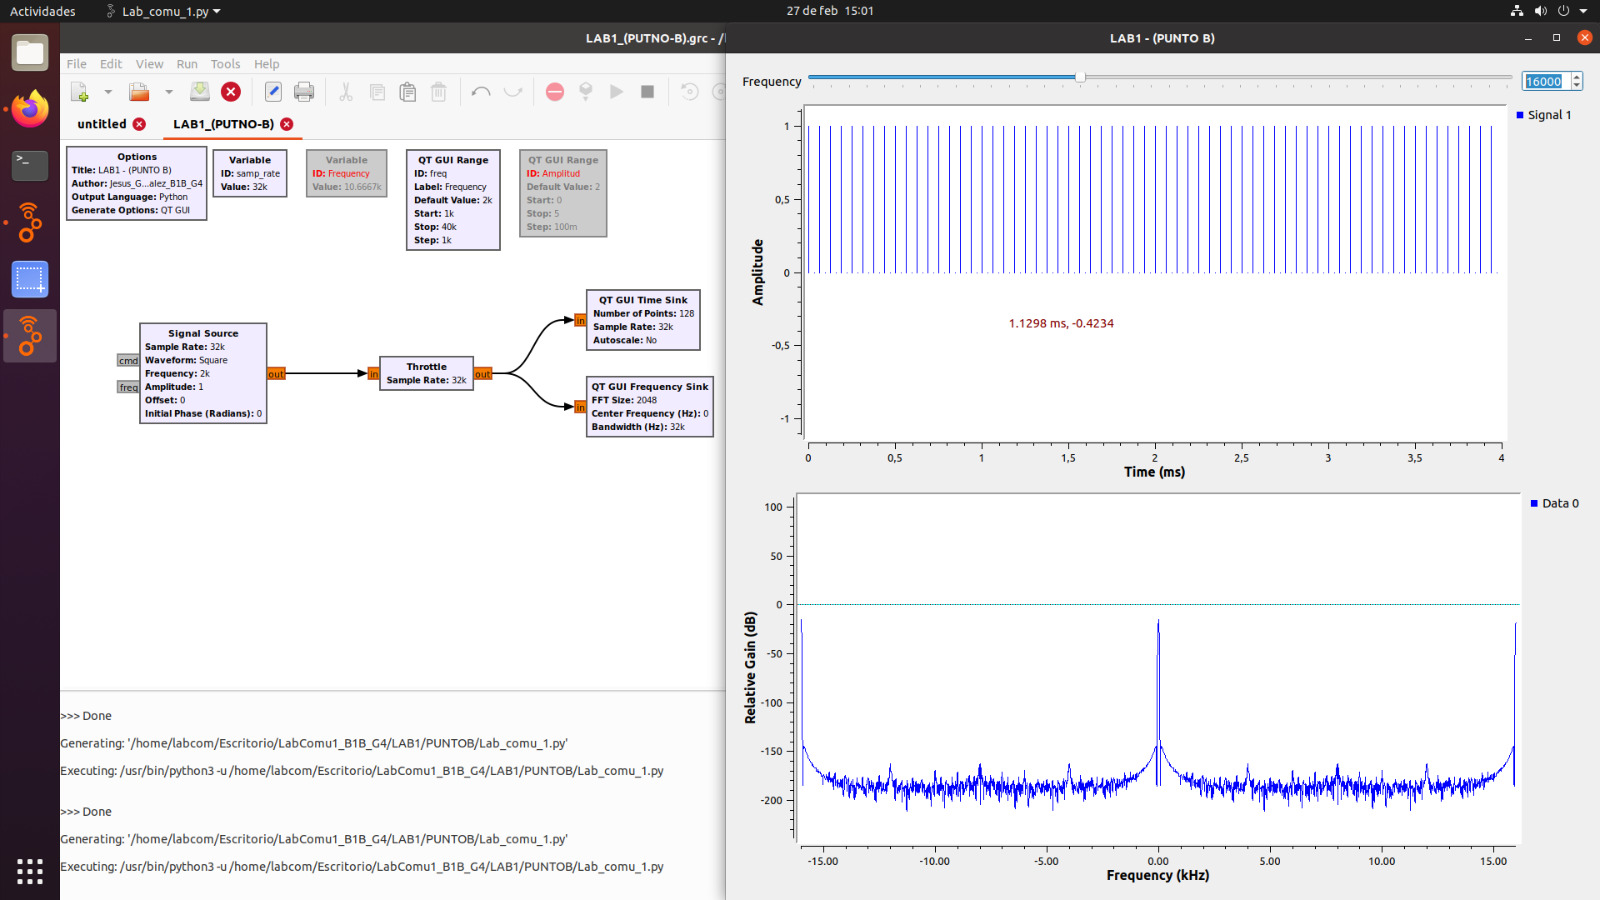 Actividades
Lab_comu_1.py
27 de feb 15:01
LAB1_(PUTNO-B).grc - /l
LAB1 - (PUNTO B)
File Edit View Run Tools Help
untitled
LAB1_(PUTNO-B)
Options
Title: LAB1 - (PUNTO B)
Author: Jesus_G...alez_B1B_G4
Output Language: Python
Generate Options: QT GUI
Variable
ID: samp_rate
Value: 32k
Variable
ID: Frequency
Value: 10.6667k
QT GUI Range
ID: freq
Label: Frequency
Default Value: 2k
Start: 1k
Stop: 40k
Step: 1k
QT GUI Range
ID: Amplitud
Default Value: 2
Start: 0
Stop: 5
Step: 100m
Signal Source
Sample Rate: 32k
Waveform: Square
Frequency: 2k
Amplitude: 1
Offset: 0
Initial Phase (Radians): 0
cmd
freq
out
in
Throttle
Sample Rate: 32k
out
in
QT GUI Time Sink
Number of Points: 128
Sample Rate: 32k
Autoscale: No
in
QT GUI Frequency Sink
FFT Size: 2048
Center Frequency (Hz): 0
Bandwidth (Hz): 32k
>>> Done
Generating: '/home/labcom/Escritorio/LabComu1_B1B_G4/LAB1/PUNTOB/Lab_comu_1.py'
Executing: /usr/bin/python3 -u /home/labcom/Escritorio/LabComu1_B1B_G4/LAB1/PUNTOB/Lab_comu_1.py
>>> Done
Generating: '/home/labcom/Escritorio/LabComu1_B1B_G4/LAB1/PUNTOB/Lab_comu_1.py'
Executing: /usr/bin/python3 -u /home/labcom/Escritorio/LabComu1_B1B_G4/LAB1/PUNTOB/Lab_comu_1.py
Frequency
16000
Signal 1
1
0,5
0
-0,5
-1
Amplitude
1.1298 ms, -0.4234
0 0,5 1 1,5 2 2,5 3 3,5 4
Time (ms)
Data 0
100
50
0
-50
-100
-150
-200
Relative Gain (dB)
-15.00 -10.00 -5.00 0.00 5.00 10.00 15.00
Frequency (kHz)